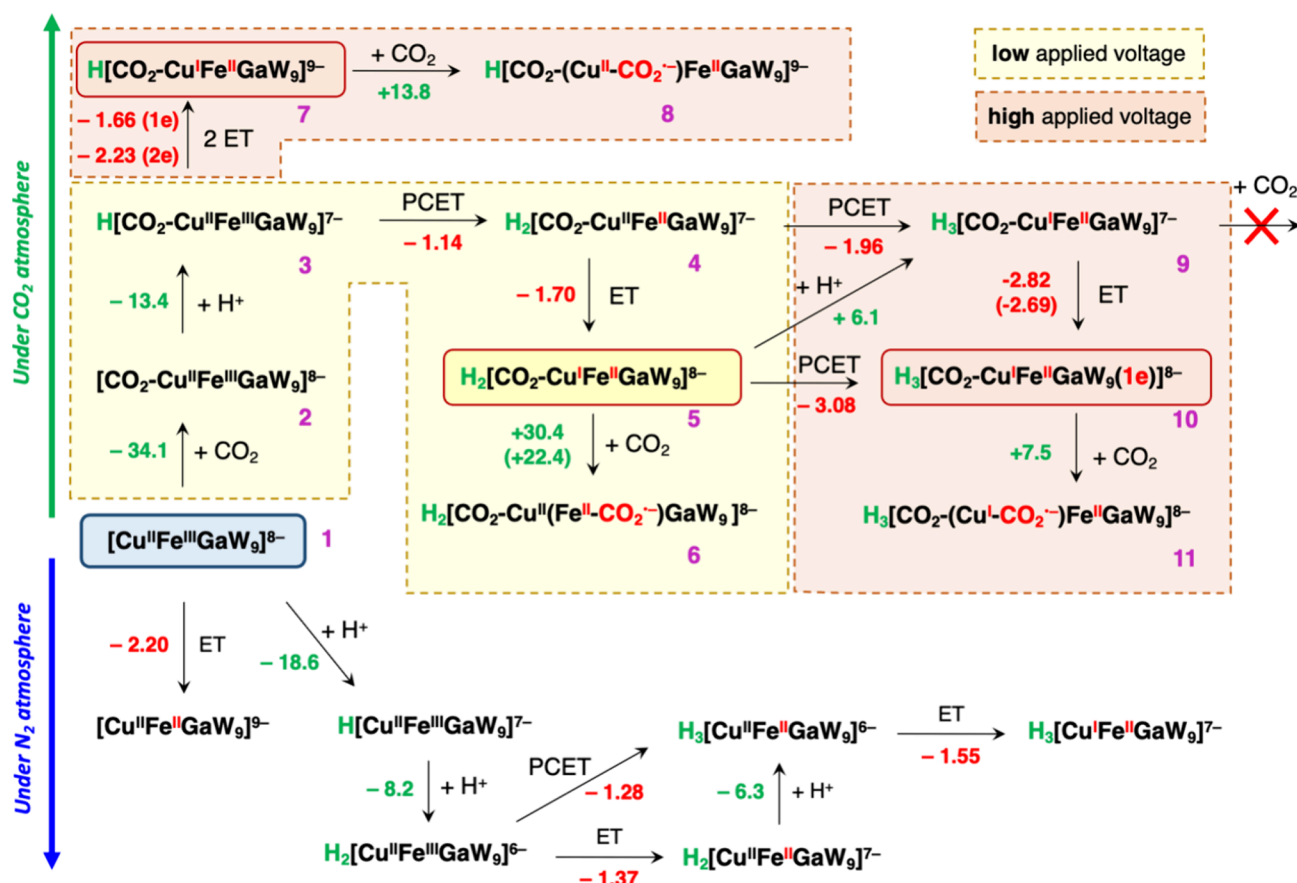 H[CO₂-CuᴵFeᴵᴵGaW₉]⁹⁻
+ CO₂
+13.8
H[CO₂-(Cuᴵᴵ-CO₂·⁻)FeᴵᴵGaW₉]⁹⁻
low applied voltage
high applied voltage
7
8
– 1.66 (1e)
– 2.23 (2e)
2 ET
Under CO₂ atmosphere
H[CO₂-CuᴵᴵFeᴵᴵᴵGaW₉]⁷⁻
3
PCET
– 1.14
H₂[CO₂-CuᴵᴵFeᴵᴵGaW₉]⁷⁻
4
PCET
– 1.96
H₃[CO₂-CuᴵFeᴵᴵGaW₉]⁷⁻
9
+ CO₂
– 13.4
+ H⁺
– 1.70
ET
+ H⁺
+ 6.1
-2.82
(-2.69)
ET
[CO₂-CuᴵᴵFeᴵᴵᴵGaW₉]⁸⁻
2
H₂[CO₂-CuᴵFeᴵᴵGaW₉]⁸⁻
5
PCET
– 3.08
H₃[CO₂-CuᴵFeᴵᴵGaW₉(1e)]⁸⁻
10
– 34.1
+ CO₂
+30.4
(+22.4)
+ CO₂
+7.5
+ CO₂
H₂[CO₂-Cuᴵᴵ(Feᴵᴵ-CO₂·⁻)GaW₉]⁸⁻
6
H₃[CO₂-(Cuᴵ-CO₂·⁻)FeᴵᴵGaW₉]⁸⁻
11
[CuᴵᴵFeᴵᴵᴵGaW₉]⁸⁻
1
Under N₂ atmosphere
– 2.20
ET
+ H⁺
– 18.6
[CuᴵᴵFeᴵᴵGaW₉]⁹⁻
H[CuᴵᴵFeᴵᴵᴵGaW₉]⁷⁻
H₃[CuᴵᴵFeᴵᴵGaW₉]⁶⁻
ET
– 1.55
H₃[CuᴵFeᴵᴵGaW₉]⁷⁻
– 8.2
+ H⁺
PCET
– 1.28
– 6.3
+ H⁺
H₂[CuᴵᴵFeᴵᴵᴵGaW₉]⁶⁻
ET
– 1.37
H₂[CuᴵᴵFeᴵᴵGaW₉]⁷⁻